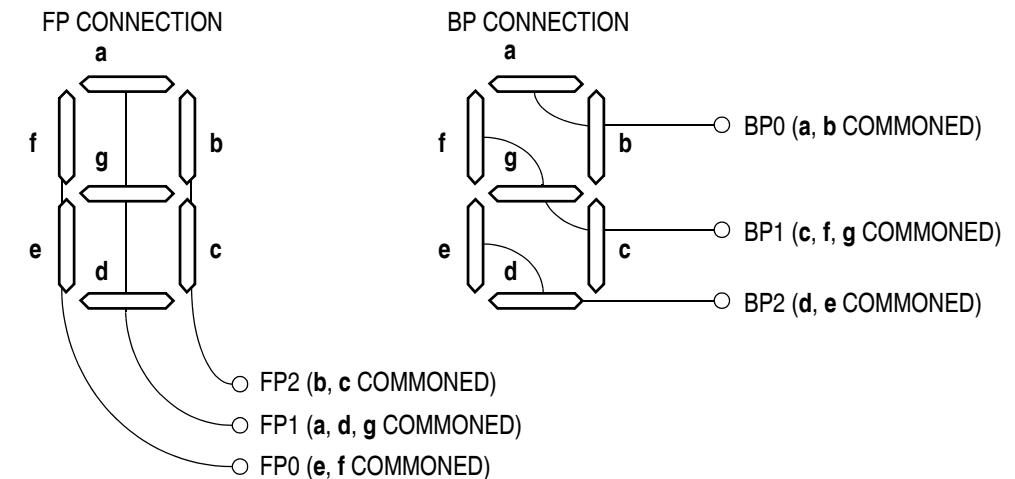 FP CONNECTION
a
f
b
g
e
c
d
FP2 (b, c COMMONED)
FP1 (a, d, g COMMONED)
FP0 (e, f COMMONED)
BP CONNECTION
a
f
b
g
e
c
d
BP0 (a, b COMMONED)
BP1 (c, f, g COMMONED)
BP2 (d, e COMMONED)